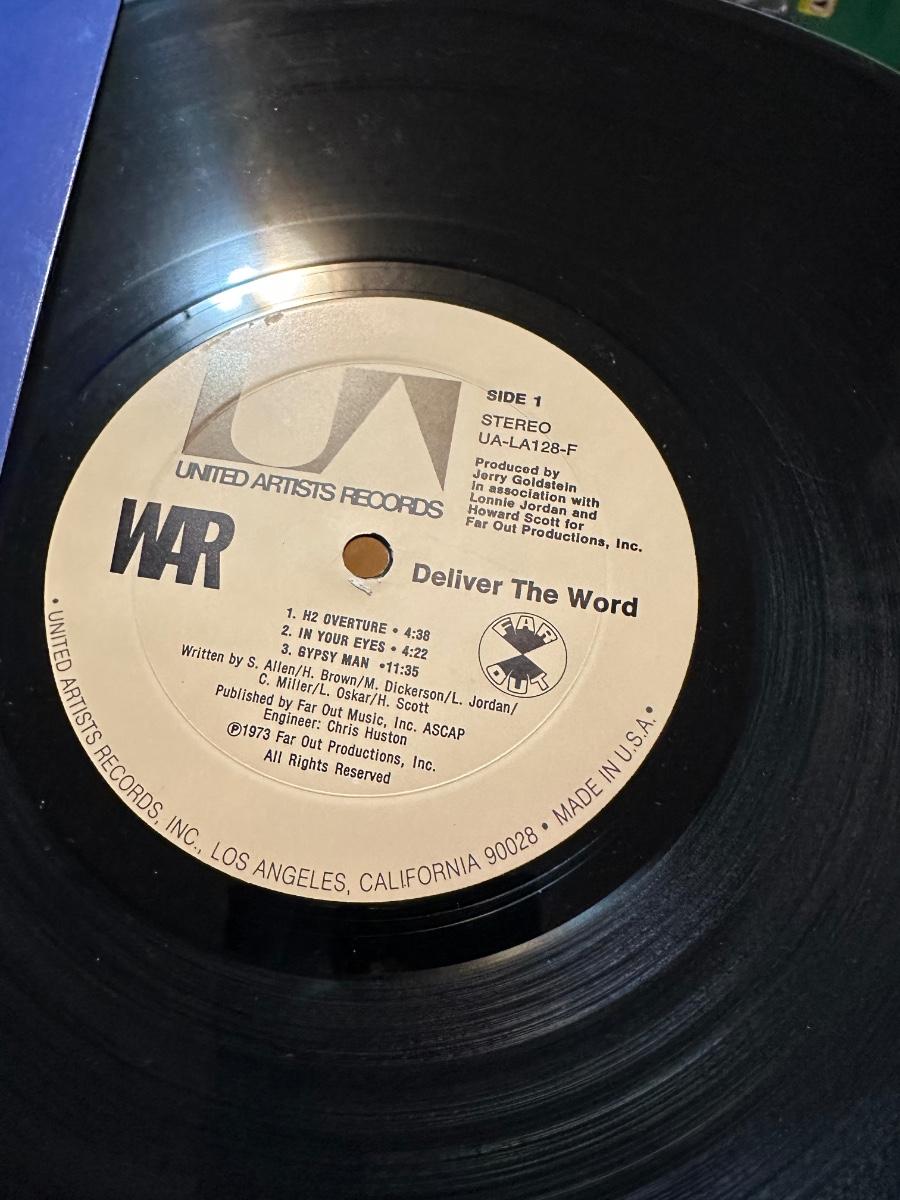 UA
UNITED ARTISTS RECORDS
SIDE 1
STEREO
UA-LA128-F
Produced by
Jerry Goldstein
in association with
Lonnie Jordan and
Howard Scott for
Far Out Productions, Inc.
WAR
Deliver The Word
1. H2 OVERTURE • 4:38
2. IN YOUR EYES • 4:22
3. GYPSY MAN •11:35
Written by S. Allen/H. Brown/M. Dickerson/L. Jordan/
C. Miller/L. Oskar/H. Scott
Published by Far Out Music, Inc. ASCAP
Engineer: Chris Huston
℗1973 Far Out Productions, Inc.
All Rights Reserved
FAR
OUT
• UNITED ARTISTS RECORDS, INC., LOS ANGELES, CALIFORNIA 90028 • MADE IN U.S.A. •